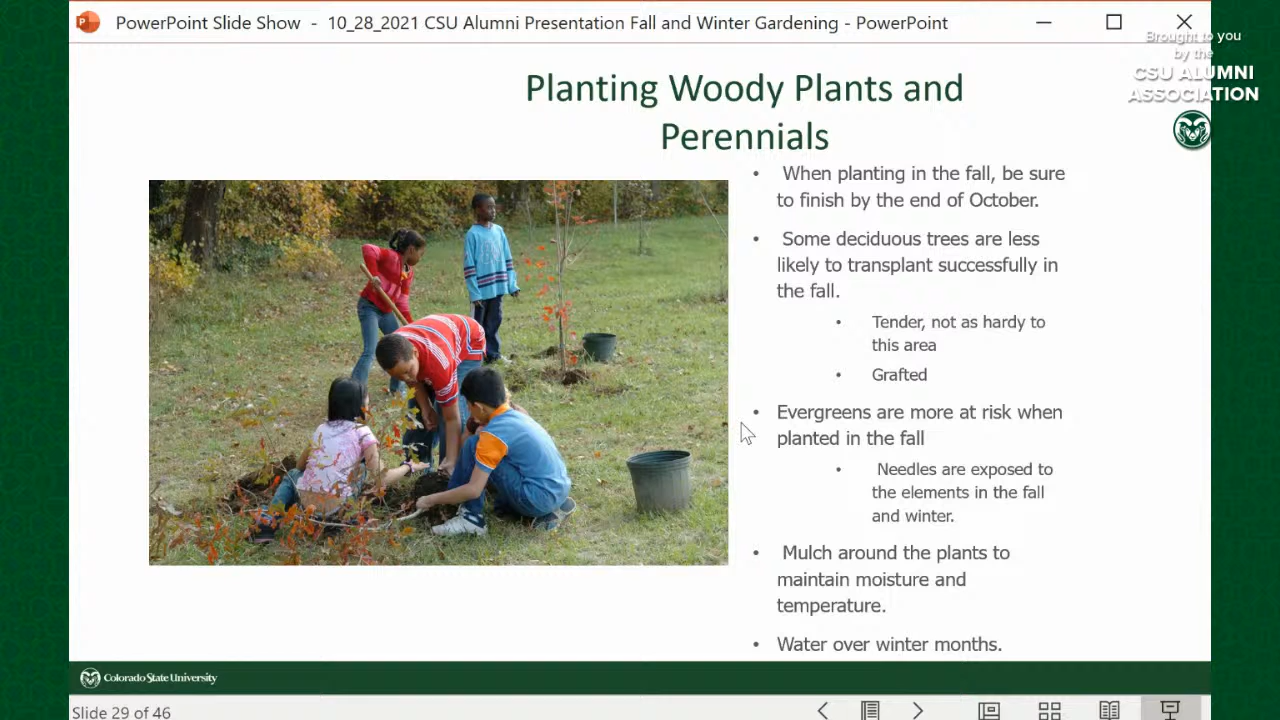 PowerPoint Slide Show - 10_28_2021 CSU Alumni Presentation Fall and Winter Gardening - PowerPoint
Brought to you
by the
CSU ALUMNI
ASSOCIATION
Planting Woody Plants and
Perennials
• When planting in the fall, be sure
to finish by the end of October.
• Some deciduous trees are less
likely to transplant successfully in
the fall.
• Tender, not as hardy to
this area
• Grafted
• Evergreens are more at risk when
planted in the fall
• Needles are exposed to
the elements in the fall
and winter.
• Mulch around the plants to
maintain moisture and
temperature.
• Water over winter months.
Colorado State University
Slide 29 of 46